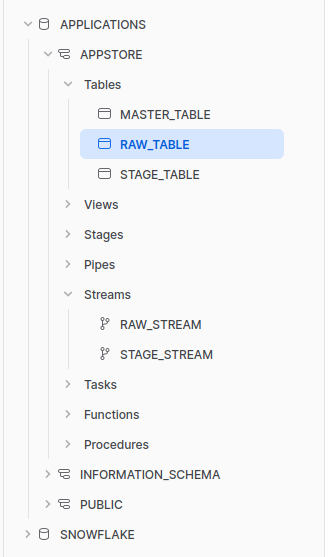 APPLICATIONS
APPSTORE
Tables
MASTER_TABLE
RAW_TABLE
STAGE_TABLE
Views
Stages
Pipes
Streams
RAW_STREAM
STAGE_STREAM
Tasks
Functions
Procedures
INFORMATION_SCHEMA
PUBLIC
SNOWFLAKE